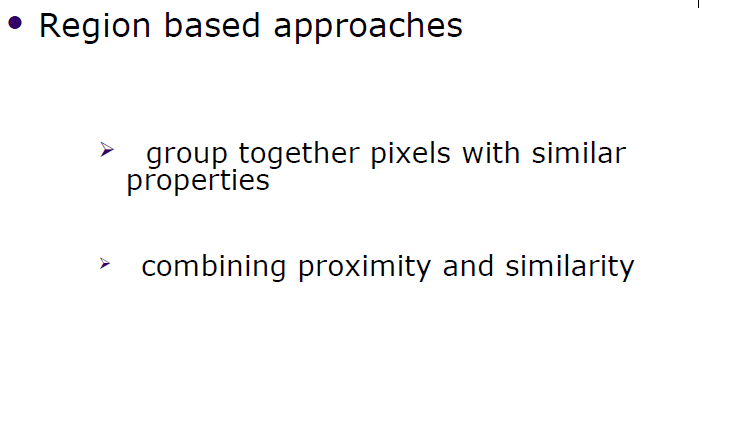 • Region based approaches
➢ group together pixels with similar
properties
➢ combining proximity and similarity